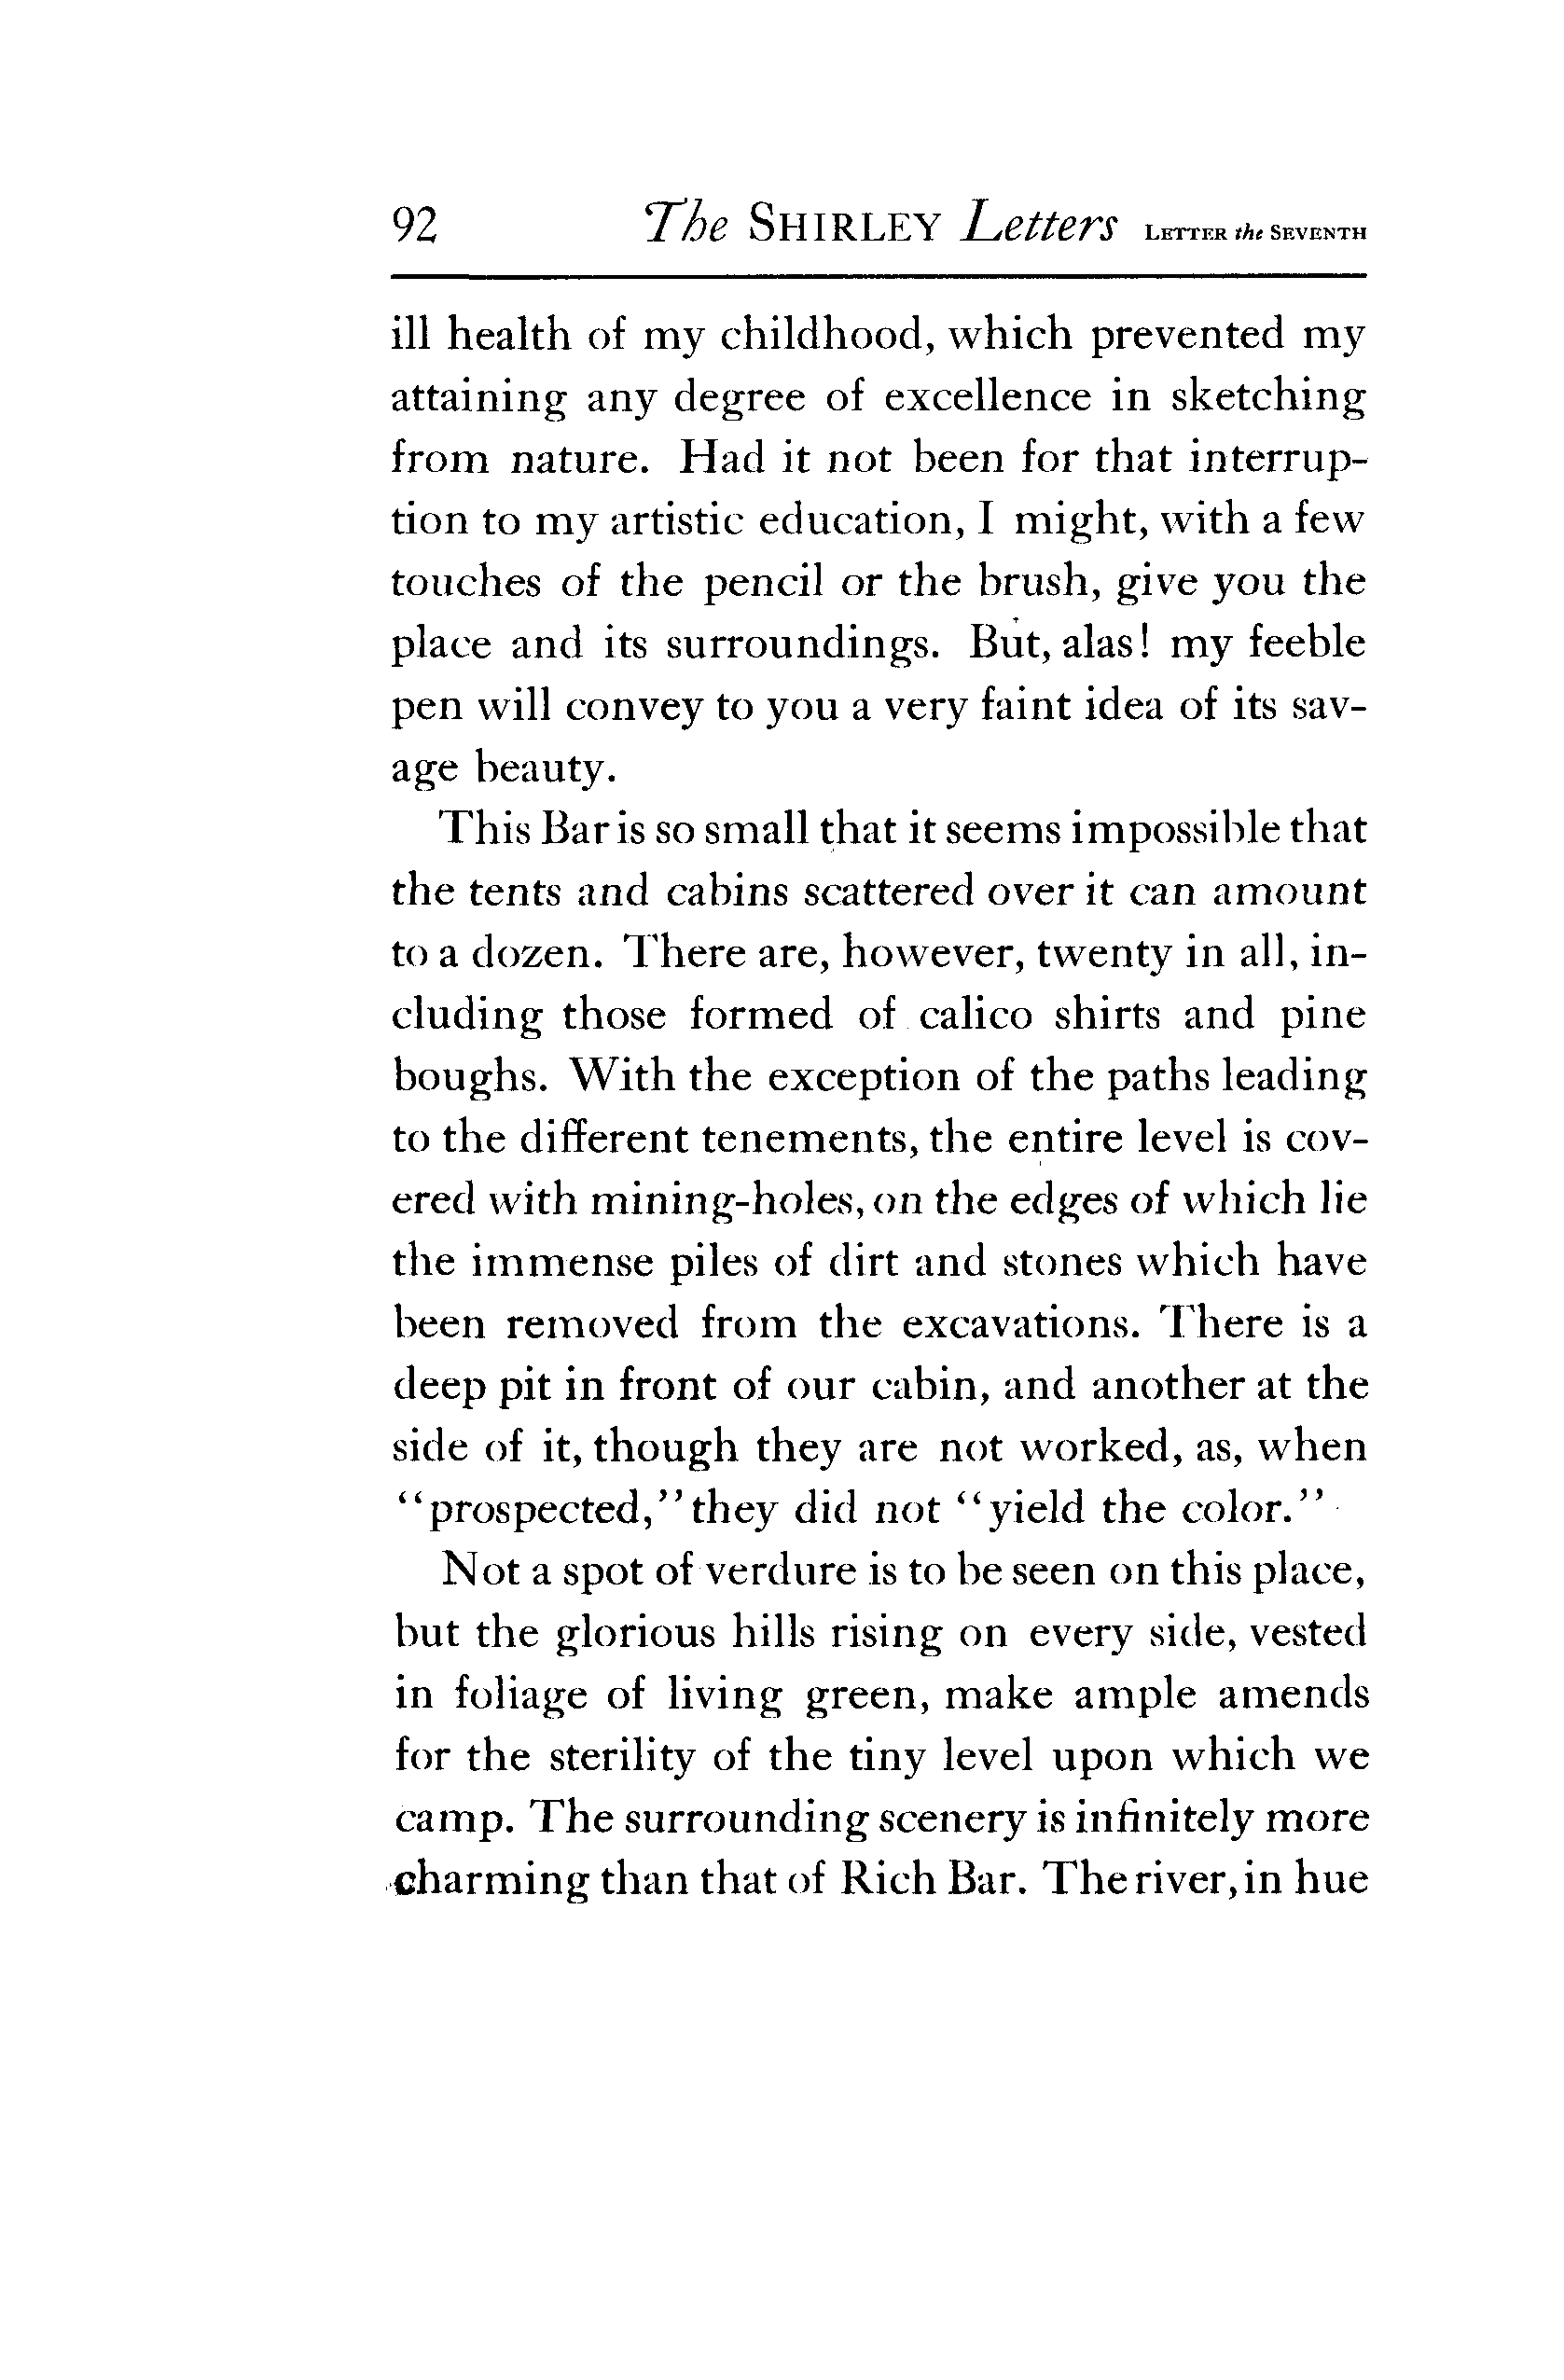 92 The SHIRLEY Letters LETTER the SEVENTH
ill health of my childhood, which prevented my
attaining any degree of excellence in sketching
from nature. Had it not been for that interrup-
tion to my artistic education, I might, with a few
touches of the pencil or the brush, give you the
place and its surroundings. But, alas! my feeble
pen will convey to you a very faint idea of its sav-
age beauty.
This Bar is so small that it seems impossible that
the tents and cabins scattered over it can amount
to a dozen. There are, however, twenty in all, in-
cluding those formed of calico shirts and pine
boughs. With the exception of the paths leading
to the different tenements, the entire level is cov-
ered with mining-holes, on the edges of which lie
the immense piles of dirt and stones which have
been removed from the excavations. There is a
deep pit in front of our cabin, and another at the
side of it, though they are not worked, as, when
“prospected,” they did not “yield the color.”
Not a spot of verdure is to be seen on this place,
but the glorious hills rising on every side, vested
in foliage of living green, make ample amends
for the sterility of the tiny level upon which we
camp. The surrounding scenery is infinitely more
charming than that of Rich Bar. The river, in hue